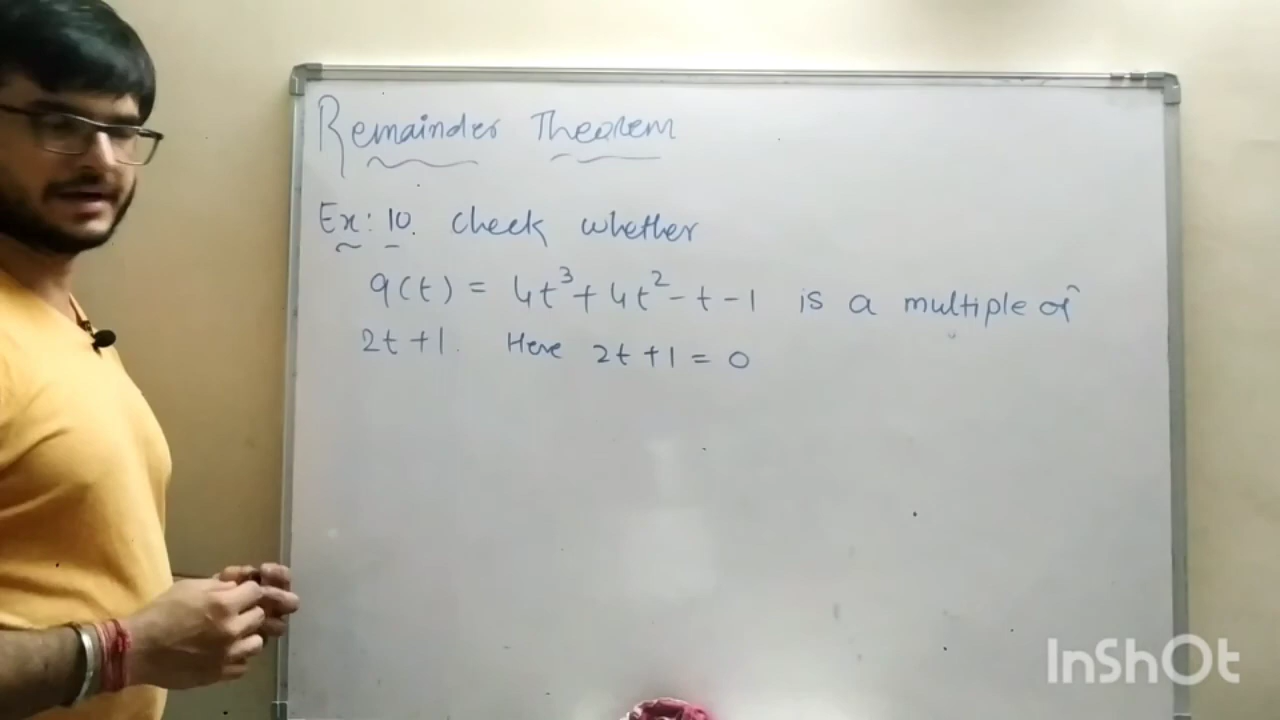 Remainder Theorem
Ex: 10. check whether
q(t) = 4t³ + 4t² - t - 1 is a multiple of
2t + 1. Here 2t + 1 = 0
InShOt